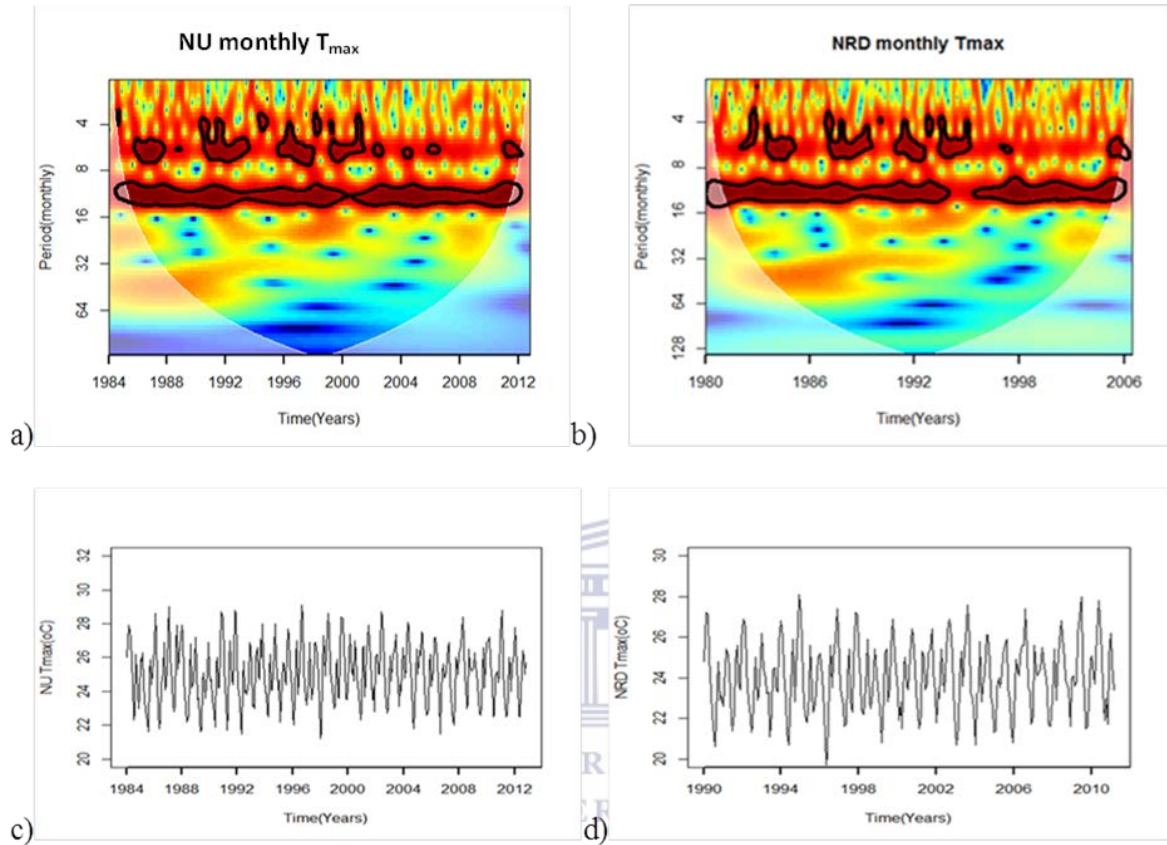 NU monthly Tmax
4
8
16
32
64
Period(monthly)
1984 1988 1992 1996 2000 2004 2008 2012
Time(Years)
a)
NRD monthly Tmax
4
8
16
32
64
128
Period(monthly)
1980 1986 1992 1998 2006
Time(Years)
b)
32
30
28
26
24
22
20
NU Tmax(oC)
1984 1988 1992 1996 2000 2004 2008 2012
Time(Years)
c)
30
28
26
24
22
20
NRD Tmax(oC)
1990 1994 1998 2002 2006 2010
Time(Years)
d)